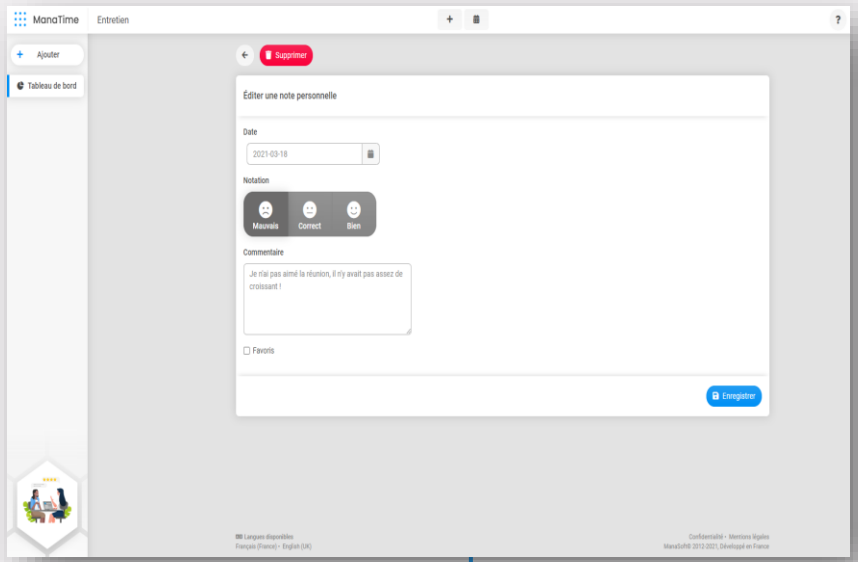 ManaTime
Entretien
+
?
+ Ajouter
Tableau de bord
Supprimer
Éditer une note personnelle
Date
2021-03-18
Notation
Mauvais
Correct
Bien
Commentaire
Je n'ai pas aimé la réunion, il n'y avait pas assez de
croissant !
Favoris
Enregistrer
Langues disponibles
Français (France) - English (UK)
Confidentialité - Mentions légales
ManaSoft© 2012-2021, Développé en France